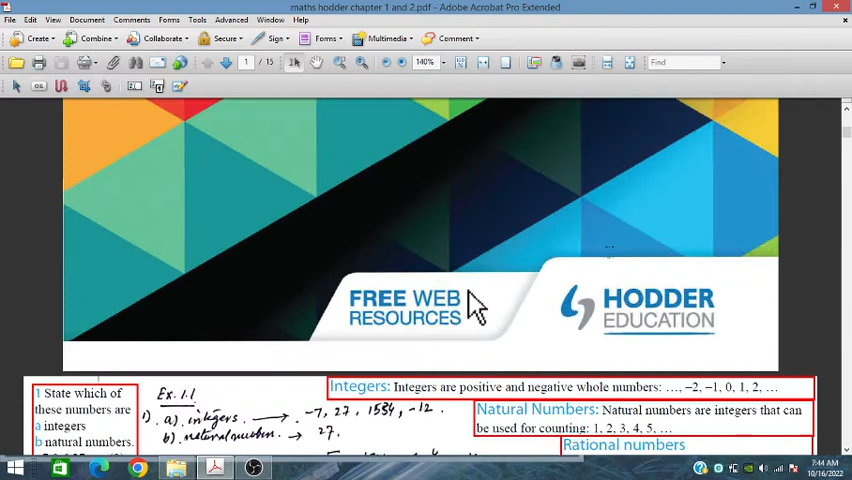 maths hodder chapter 1 and 2.pdf - Adobe Acrobat Pro Extended
File Edit View Document Comments Forms Tools Advanced Window Help
Create Combine Collaborate Secure Sign Forms Multimedia Comment
1 / 15 140% Find
FREE WEB
RESOURCES
HODDER
EDUCATION
1 State which of
these numbers are
a integers
b natural numbers.
Ex. 1.1
1) a) integers → -7, 27, 1534, -12.
b) natural number. → 27.
Integers: Integers are positive and negative whole numbers: …, −2, −1, 0, 1, 2, …
Natural Numbers: Natural numbers are integers that can
be used for counting: 1, 2, 3, 4, 5, …
Rational numbers
7:44 AM
10/16/2022